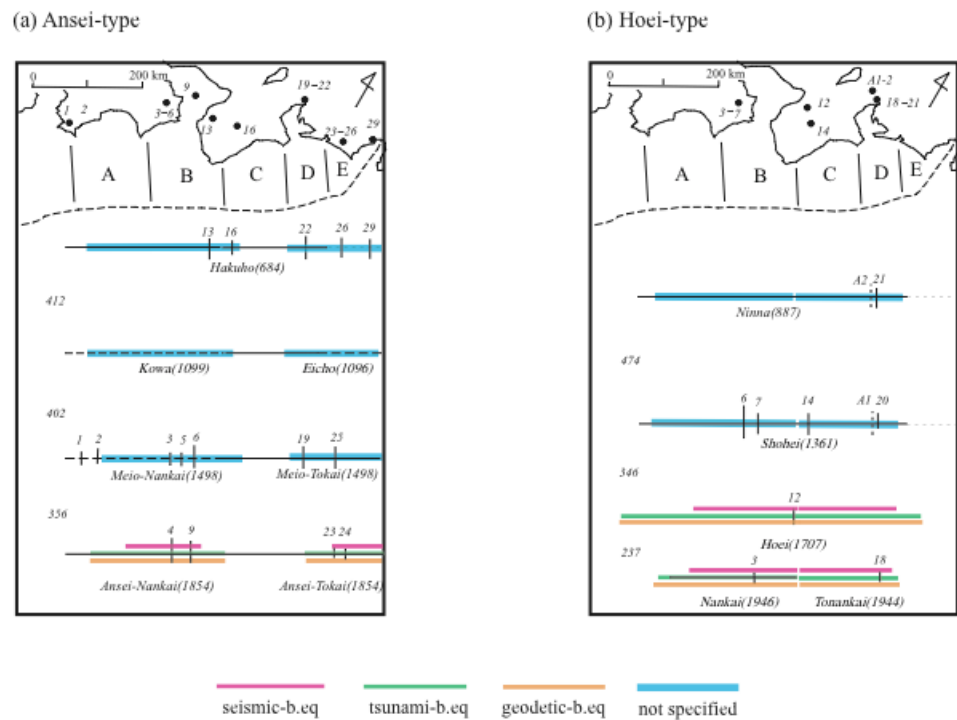 (a) Ansei-type
0 200 km
9
19-22
1 2
3-6
13
16
23-26
29
A B C D E
13 16 22 26 29
Hakuho(684)
412
Kowa(1099) Eicho(1096)
402
1 2 3 5 6 19 25
Meio-Nankai(1498) Meio-Tokai(1498)
356
4 9 23 24
Ansei-Nankai(1854) Ansei-Tokai(1854)
(b) Hoei-type
0 200 km
A1-2
3-7
12
18-21
14
A B C D E
A2 21
Ninna(887)
474
6 7 14 A1 20
Shohei(1361)
346
12
Hoei(1707)
237
3 18
Nankai(1946) Tonankai(1944)
seismic-b.eq tsunami-b.eq geodetic-b.eq not specified